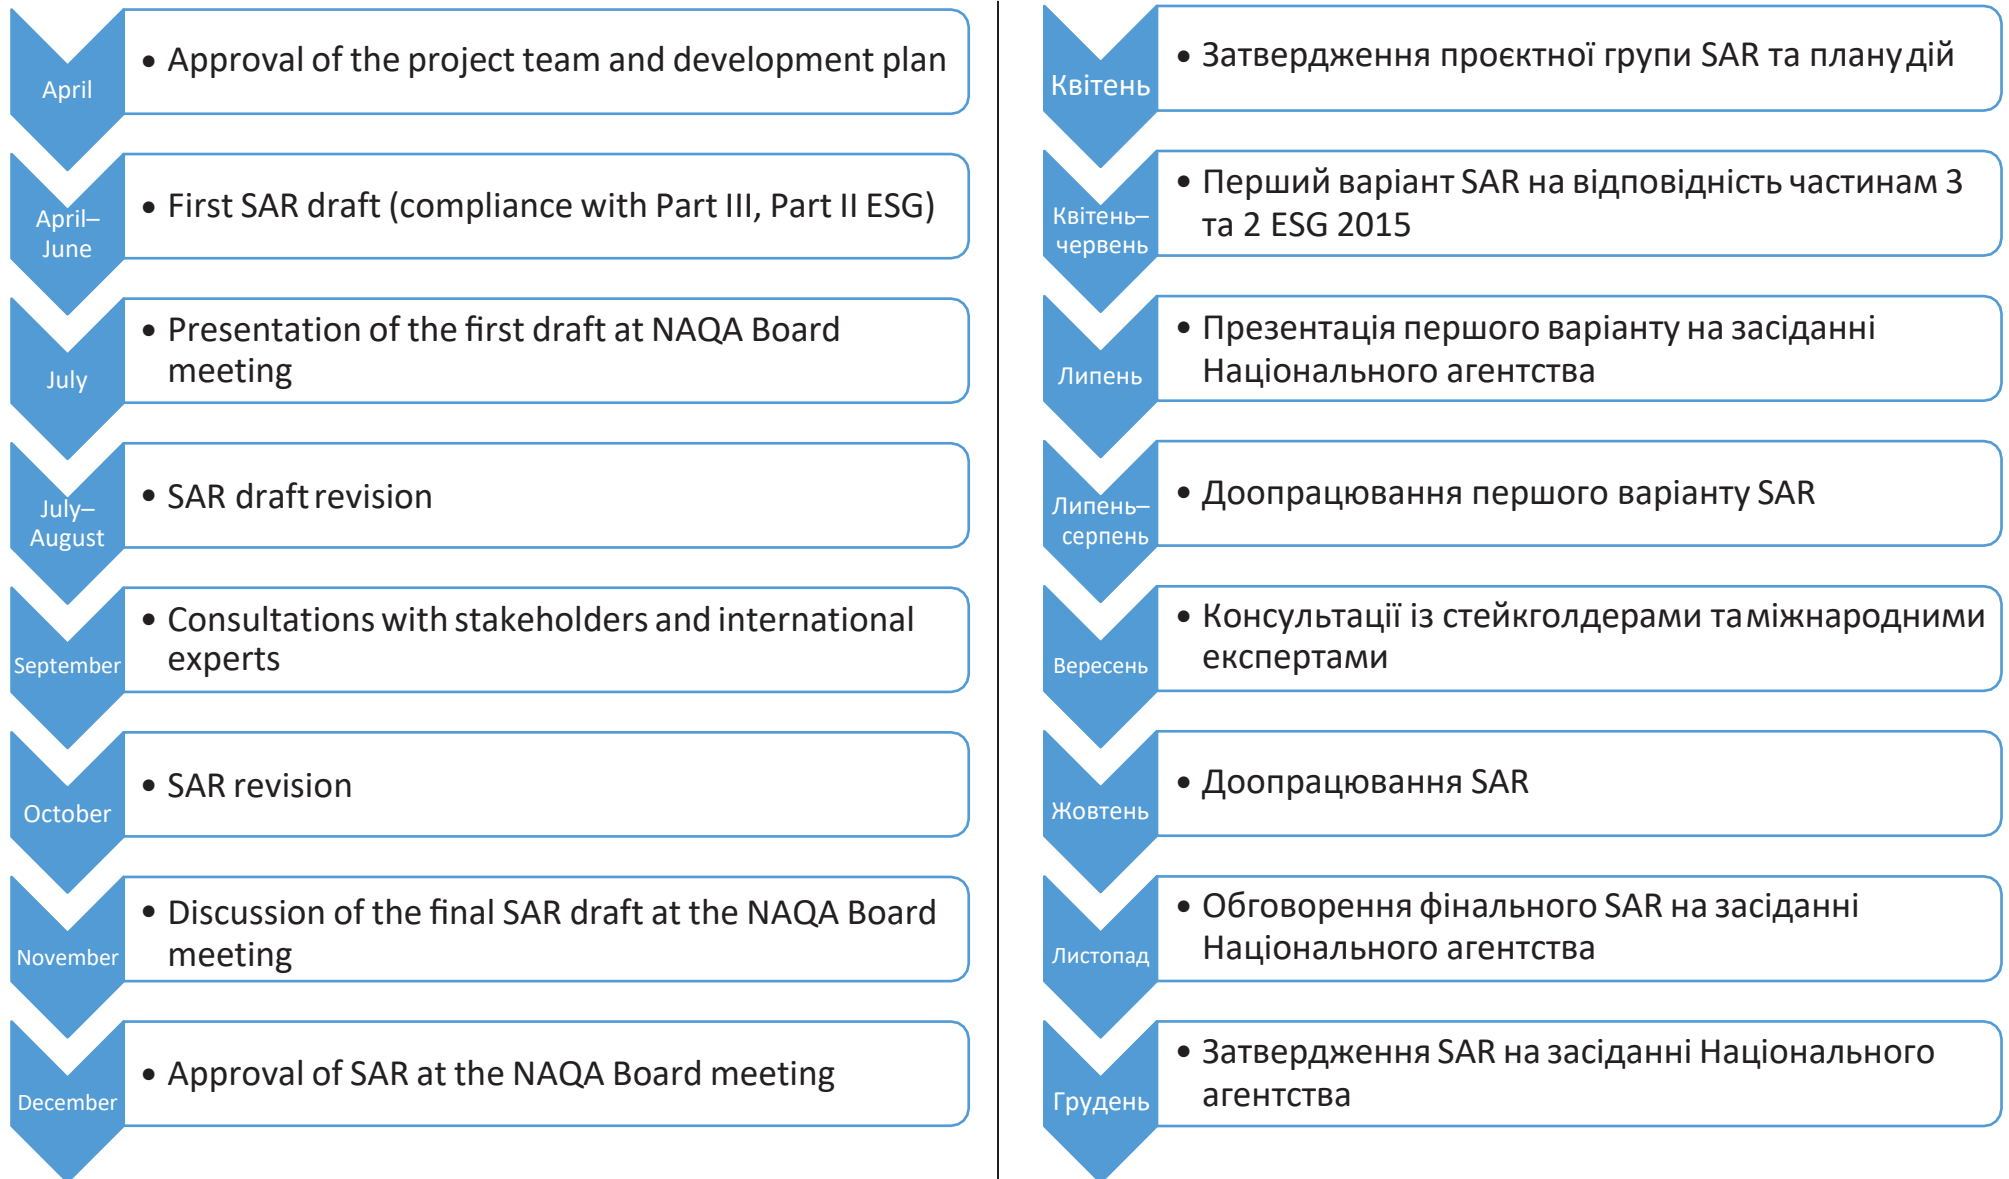 April
• Approval of the project team and development plan
April–
June
• First SAR draft (compliance with Part III, Part II ESG)
July
• Presentation of the first draft at NAQA Board
meeting
July–
August
• SAR draft revision
September
• Consultations with stakeholders and international
experts
October
• SAR revision
November
• Discussion of the final SAR draft at the NAQA Board
meeting
December
• Approval of SAR at the NAQA Board meeting
Квітень
• Затвердження проєктної групи SAR та плану дій
Квітень–
червень
• Перший варіант SAR на відповідність частинам 3
та 2 ESG 2015
Липень
• Презентація першого варіанту на засіданні
Національного агентства
Липень–
серпень
• Доопрацювання першого варіанту SAR
Вересень
• Консультації із стейкголдерами та міжнародними
експертами
Жовтень
• Доопрацювання SAR
Листопад
• Обговорення фінального SAR на засіданні
Національного агентства
Грудень
• Затвердження SAR на засіданні Національного
агентства